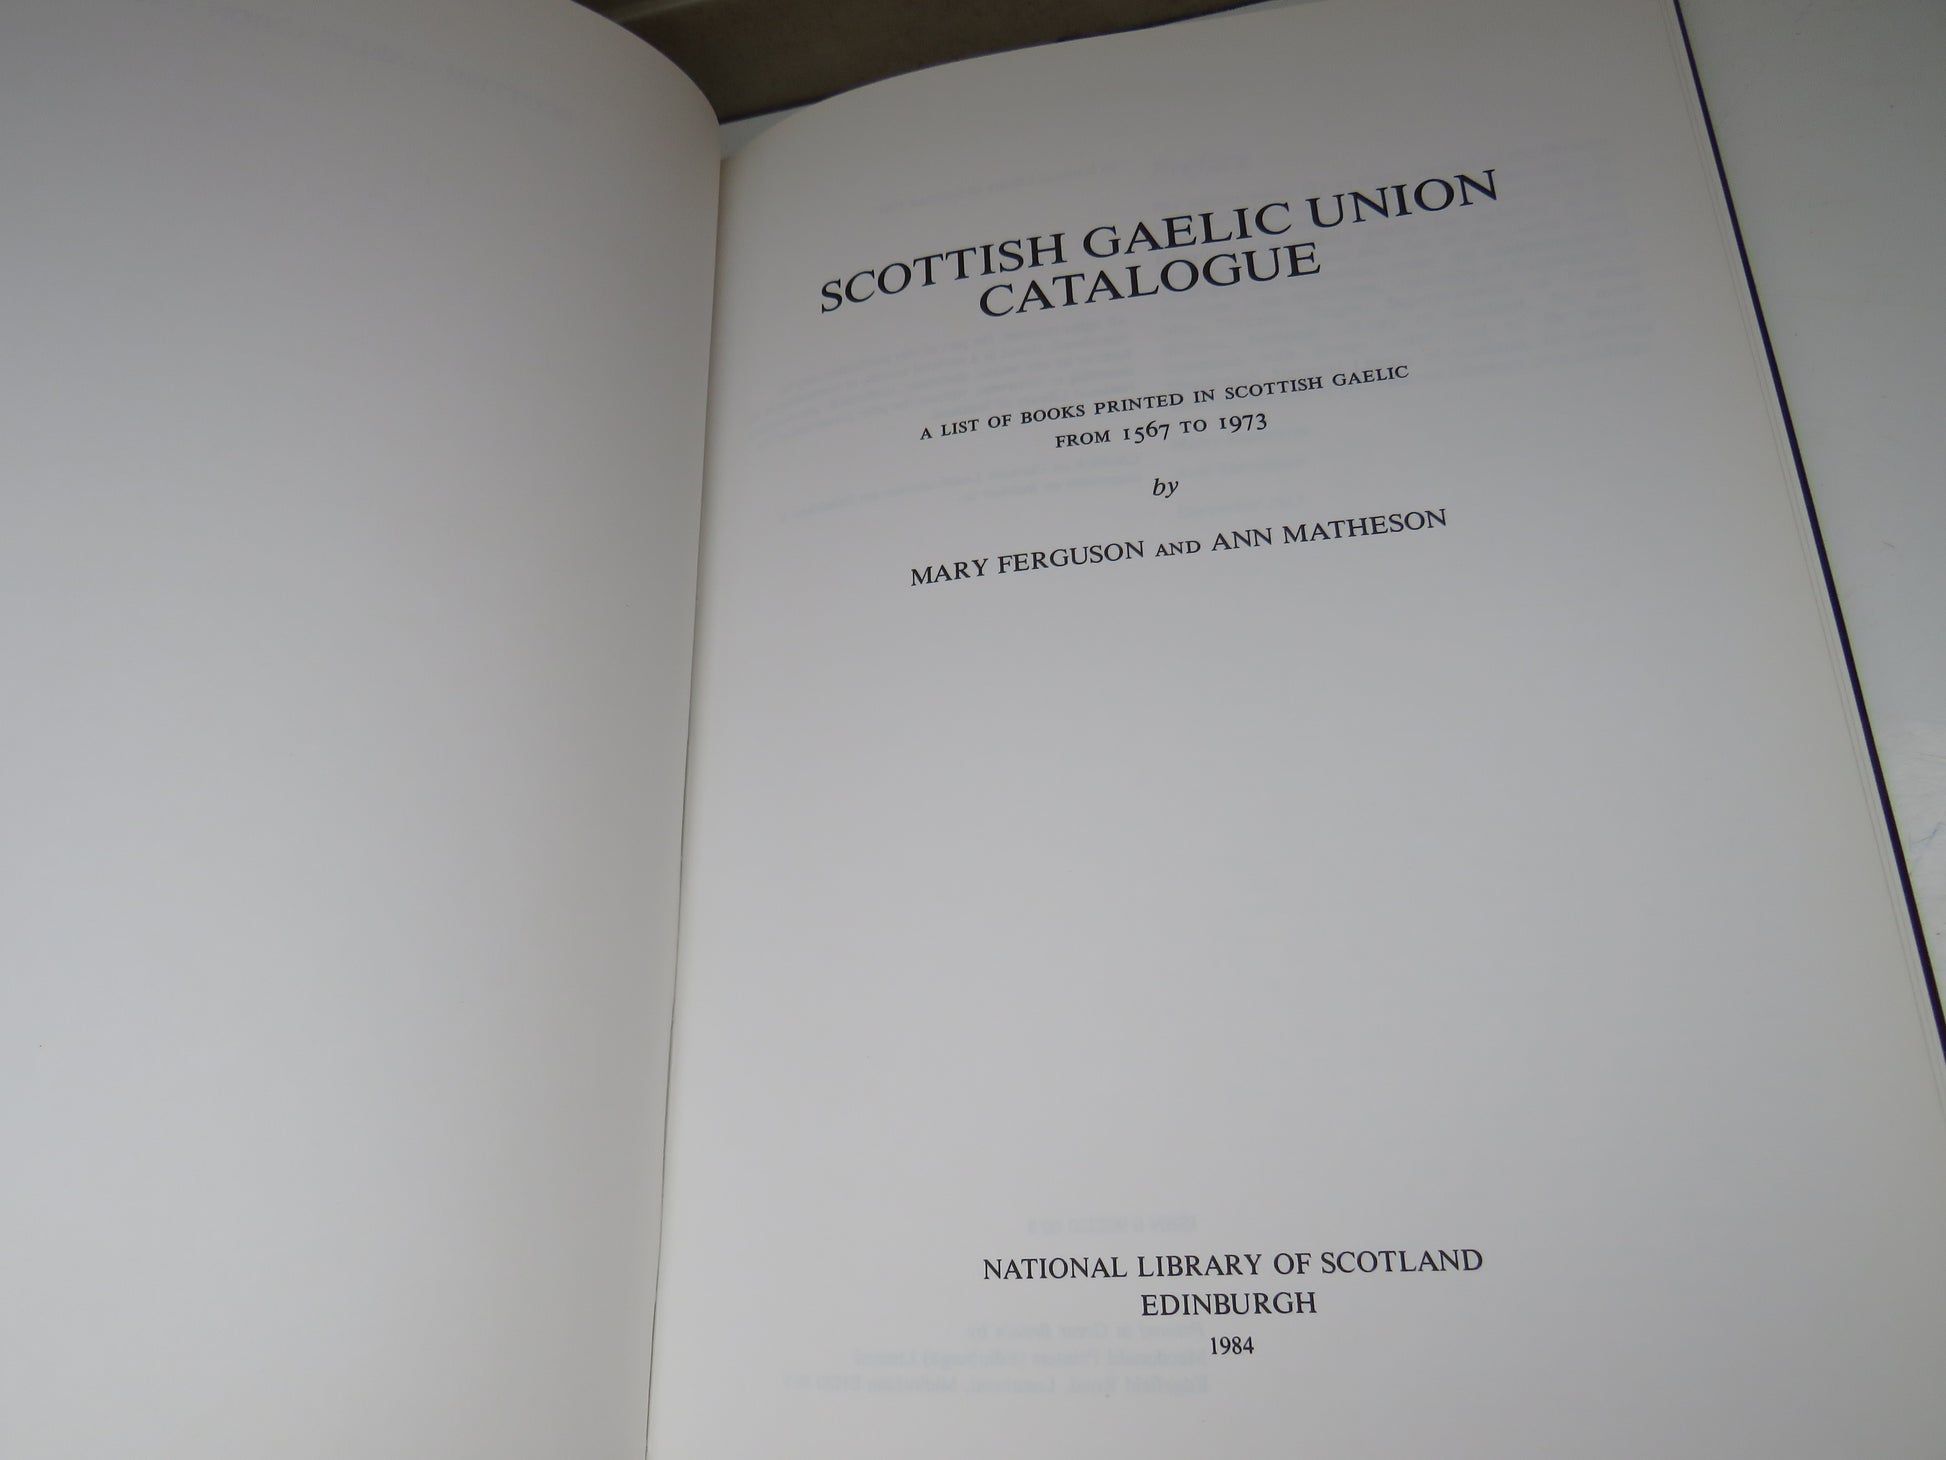 SCOTTISH GAELIC UNION
CATALOGUE
A LIST OF BOOKS PRINTED IN SCOTTISH GAELIC
FROM 1567 TO 1973
by
MARY FERGUSON AND ANN MATHESON
NATIONAL LIBRARY OF SCOTLAND
EDINBURGH
1984